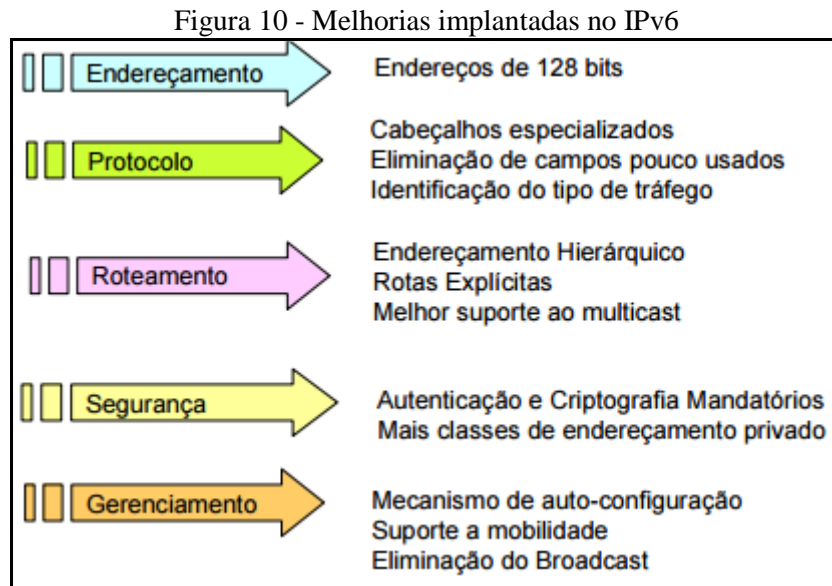 Figura 10 - Melhorias implantadas no IPv6
Endereçamento
Endereços de 128 bits
Protocolo
Cabeçalhos especializados
Eliminação de campos pouco usados
Identificação do tipo de tráfego
Roteamento
Endereçamento Hierárquico
Rotas Explícitas
Melhor suporte ao multicast
Segurança
Autenticação e Criptografia Mandatórios
Mais classes de endereçamento privado
Gerenciamento
Mecanismo de auto-configuração
Suporte a mobilidade
Eliminação do Broadcast